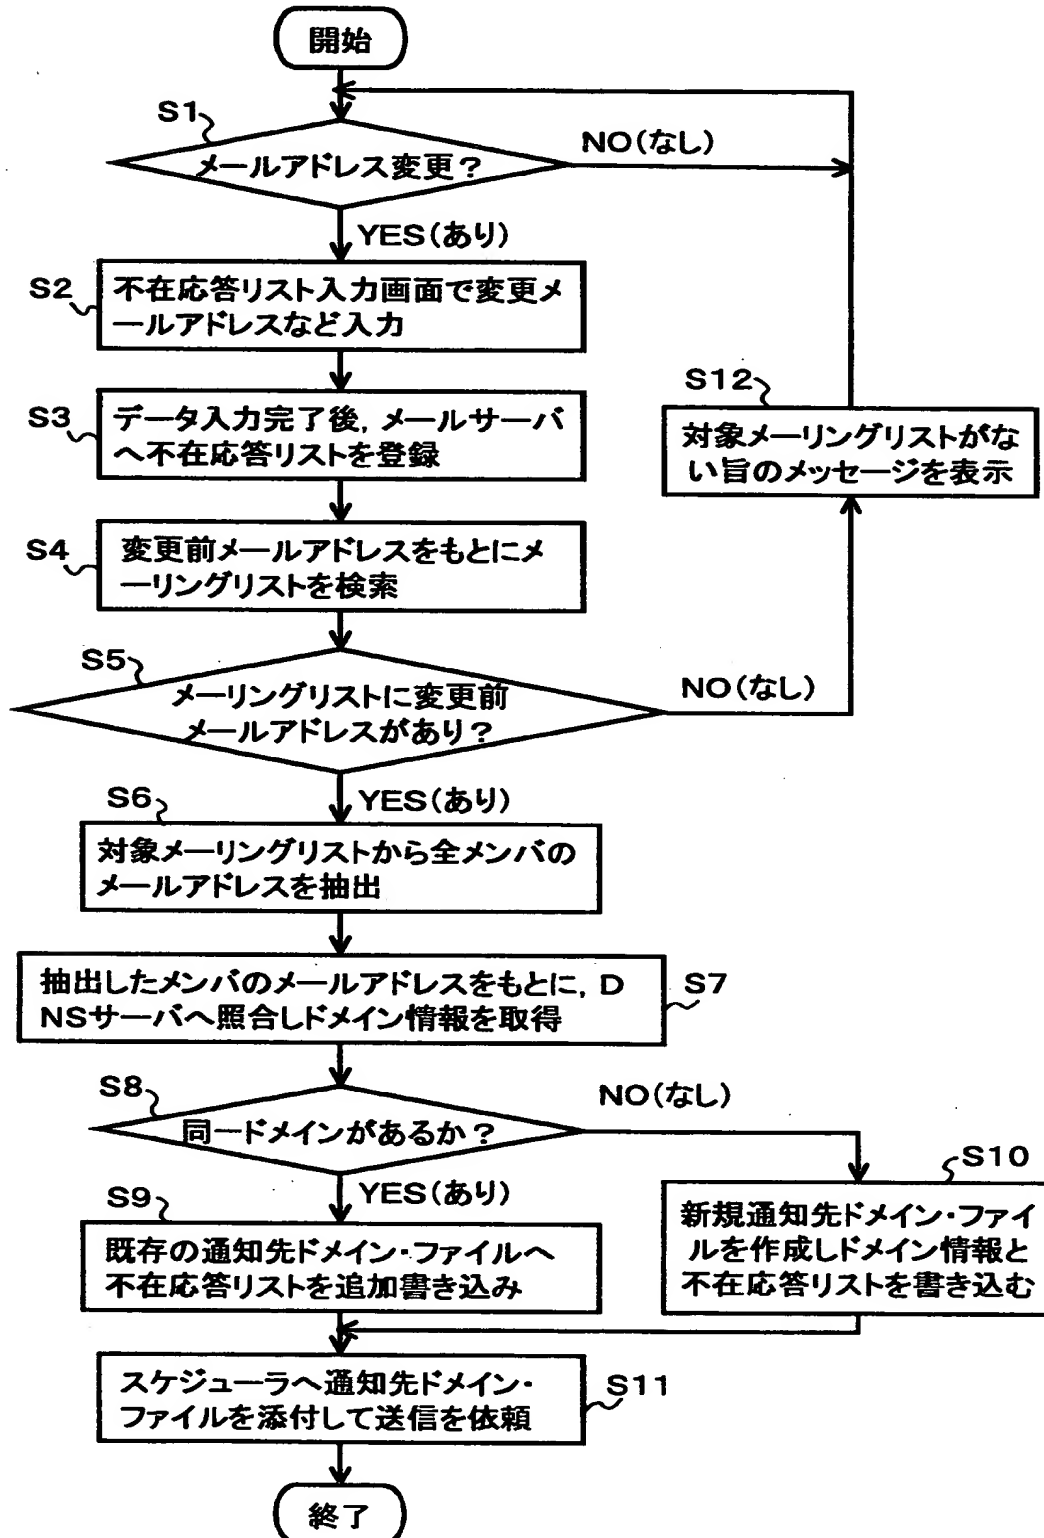 開始
S1
メールアドレス変更？
NO(なし)
YES(あり)
S2
不在応答リスト入力画面で変更メ
ールアドレスなど入力
S3
データ入力完了後, メールサーバ
へ不在応答リストを登録
S12
対象メーリングリストがな
い旨のメッセージを表示
S4
変更前メールアドレスをもとにメ
ーリングリストを検索
S5
メーリングリストに変更前
メールアドレスがあり？
NO(なし)
YES(あり)
S6
対象メーリングリストから全メンバの
メールアドレスを抽出
抽出したメンバのメールアドレスをもとに, D
NSサーバへ照合しドメイン情報を取得
S7
S8
同一ドメインがあるか？
NO(なし)
YES(あり)
S9
既存の通知先ドメイン・ファイルへ
不在応答リストを追加書き込み
S10
新規通知先ドメイン・ファイ
ルを作成しドメイン情報と
不在応答リストを書き込む
スケジューラへ通知先ドメイン・
ファイルを添付して送信を依頼
S11
終了